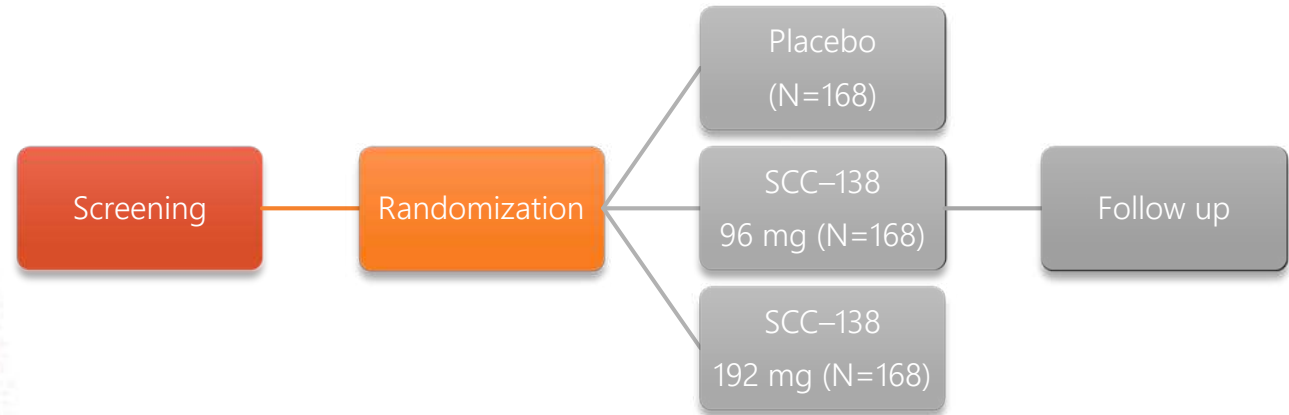 Screening
Randomization
Placebo
(N=168)
SCC–138
96 mg (N=168)
SCC–138
192 mg (N=168)
Follow up